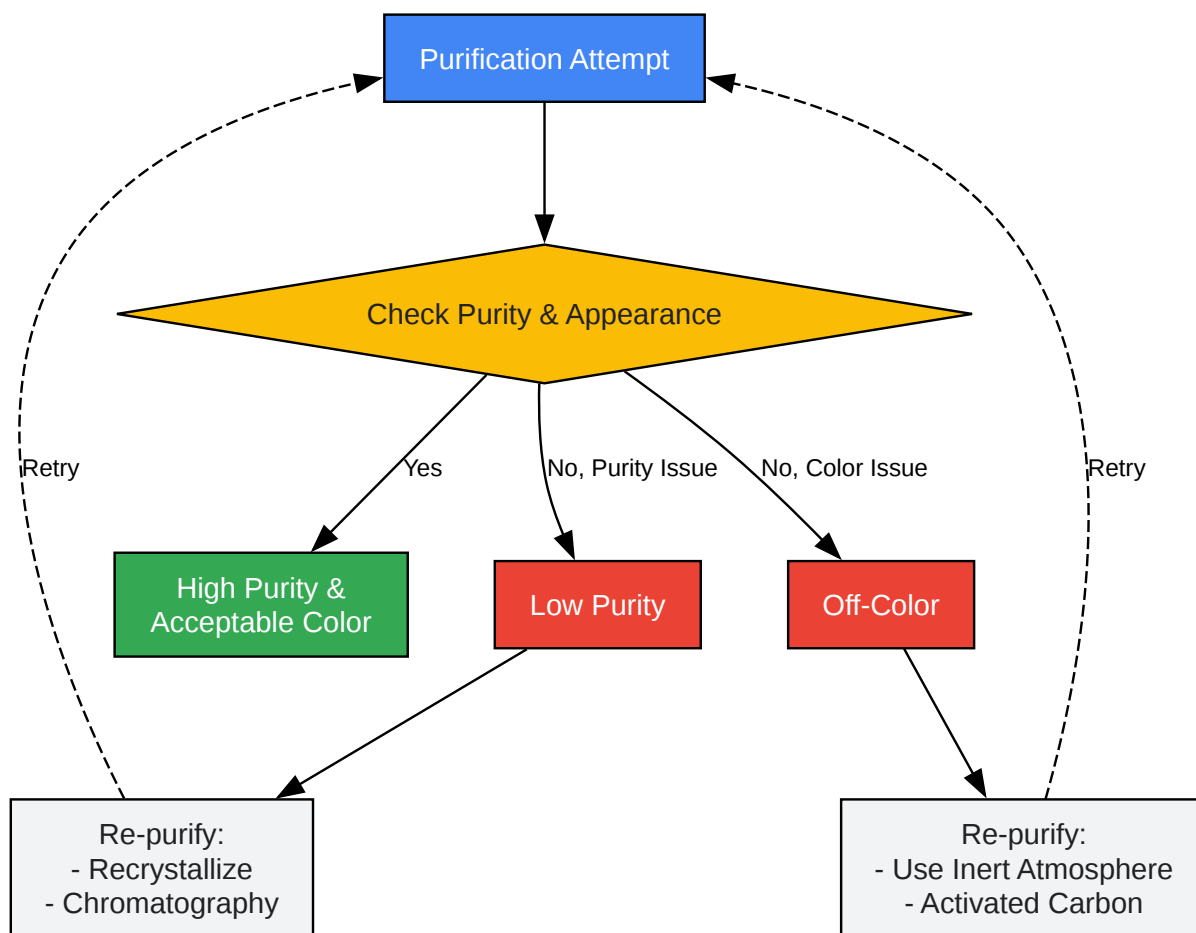 Purification Attempt
Check Purity & Appearance
Retry
Yes
No, Purity Issue
No, Color Issue
Retry
High Purity &
Acceptable Color
Low Purity
Off-Color
Re-purify:
- Recrystallize
- Chromatography
Re-purify:
- Use Inert Atmosphere
- Activated Carbon